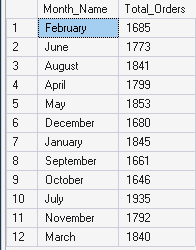 Month_Name Total_Orders
1 February 1685
2 June 1773
3 August 1841
4 April 1799
5 May 1853
6 December 1680
7 January 1845
8 September 1661
9 October 1646
10 July 1935
11 November 1792
12 March 1840